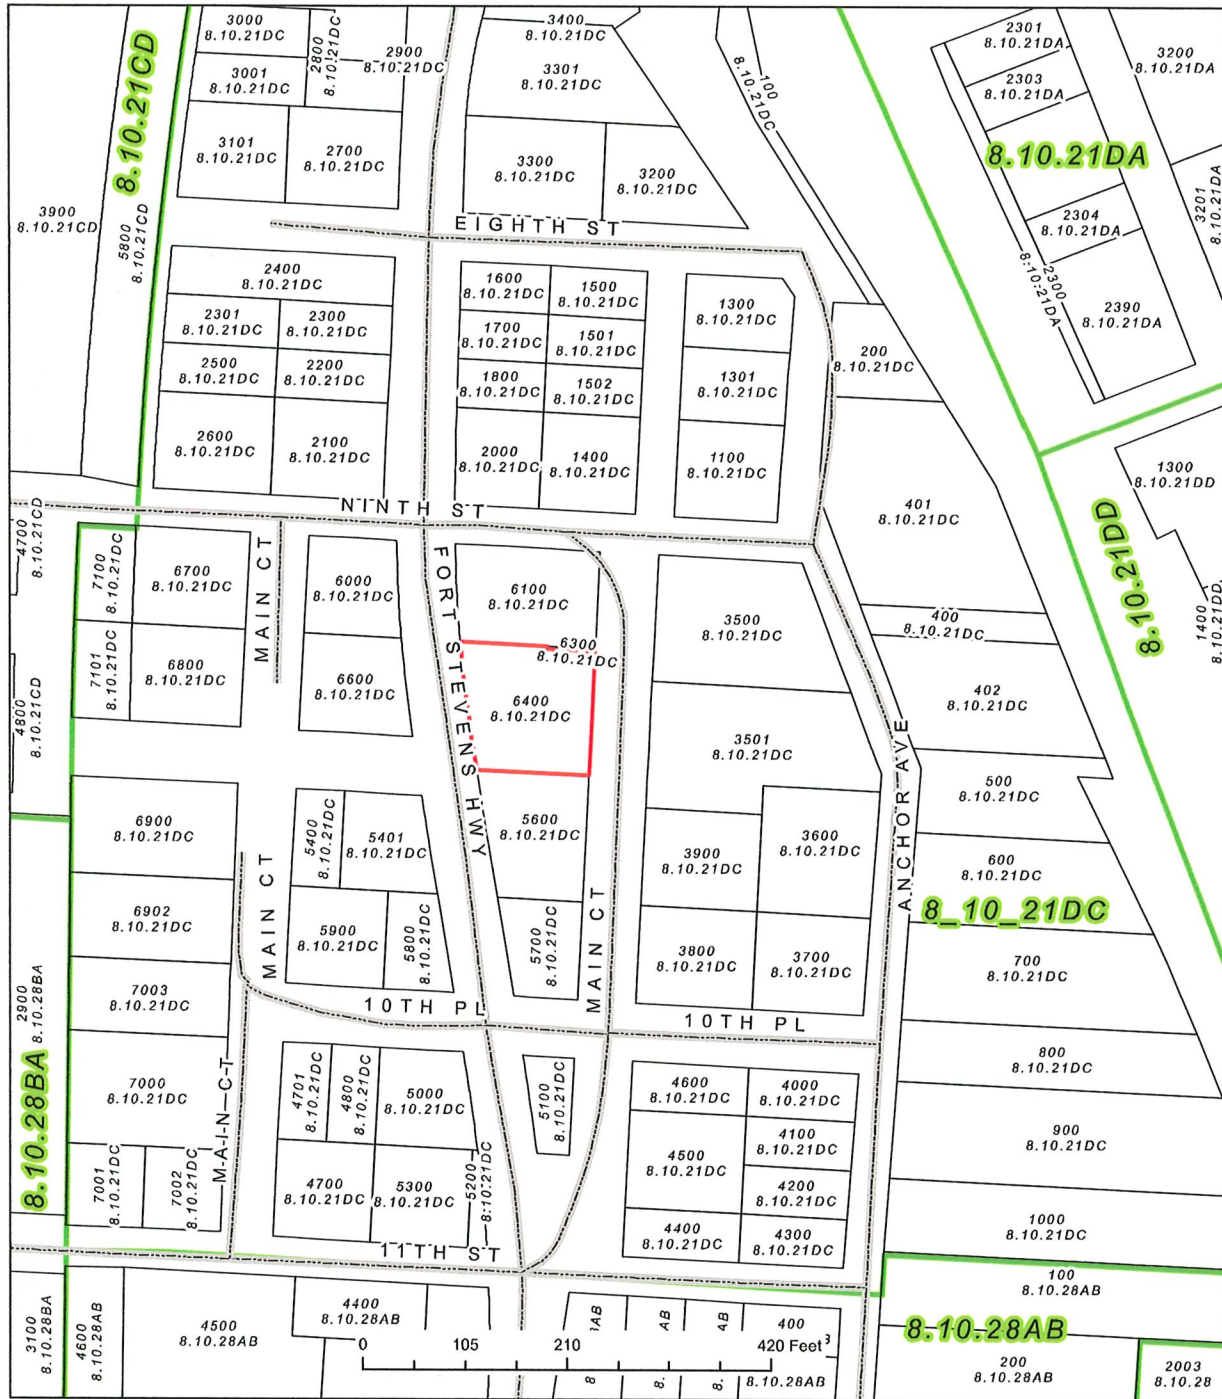 3000
8.10.21DC
2800
8.10.21DC
2900
8.10.21DC
3400
8.10.21DC
2301
8.10.21DA
3200
8.10.21DA
3001
8.10.21DC
3301
8.10.21DC
100
8.10.21DC
2303
8.10.21DA
8.10.21CD
3101
8.10.21DC
2700
8.10.21DC
3300
8.10.21DC
3200
8.10.21DC
8.10.21DA
3900
8.10.21CD
5800
8.10.21CD
EIGHTH ST
2304
8.10.21DA
3201
8.10.21DA
2300
8.10.21DA
2390
8.10.21DA
2400
8.10.21DC
1600
8.10.21DC
1500
8.10.21DC
1300
8.10.21DC
2301
8.10.21DC
2300
8.10.21DC
1700
8.10.21DC
1501
8.10.21DC
200
8.10.21DC
2500
8.10.21DC
2200
8.10.21DC
1800
8.10.21DC
1502
8.10.21DC
1301
8.10.21DC
2600
8.10.21DC
2100
8.10.21DC
2000
8.10.21DC
1400
8.10.21DC
1100
8.10.21DC
1300
8.10.21DD
401
8.10.21DC
NINTH ST
4700
8.10.21CD
7100
8.10.21DC
6700
8.10.21DC
MAIN CT
6000
8.10.21DC
FORT STEVENS HWY
6100
8.10.21DC
3500
8.10.21DC
400
8.10.21DC
8.10.21DD
1400
8.10.21DD
7101
8.10.21DC
6800
8.10.21DC
6600
8.10.21DC
6300
8.10.21DC
4800
8.10.21CD
6400
8.10.21DC
402
8.10.21DC
3501
8.10.21DC
ANCHOR AVE
500
8.10.21DC
6900
8.10.21DC
5400
8.10.21DC
5401
8.10.21DC
5600
8.10.21DC
3900
8.10.21DC
3600
8.10.21DC
600
8.10.21DC
8_10_21DC
6902
8.10.21DC
MAIN CT
5900
8.10.21DC
5800
8.10.21DC
5700
8.10.21DC
MAIN CT
3800
8.10.21DC
3700
8.10.21DC
700
8.10.21DC
2900
8.10.28BA
7003
8.10.21DC
10TH PL
10TH PL
800
8.10.21DC
8.10.28BA
7000
8.10.21DC
MAIN CT
4701
8.10.21DC
4800
8.10.21DC
5000
8.10.21DC
5100
8.10.21DC
4600
8.10.21DC
4000
8.10.21DC
900
8.10.21DC
4100
8.10.21DC
4500
8.10.21DC
7001
8.10.21DC
7002
8.10.21DC
4700
8.10.21DC
5300
8.10.21DC
5200
8.10.21DC
4200
8.10.21DC
4400
8.10.21DC
4300
8.10.21DC
1000
8.10.21DC
11TH ST
3100
8.10.28BA
4600
8.10.28AB
4500
8.10.28AB
4400
8.10.28AB
100
8.10.28AB
8.10.28AB
400
8.10.28AB
200
8.10.28AB
2003
8.10.28
0 105 210 420 Feet